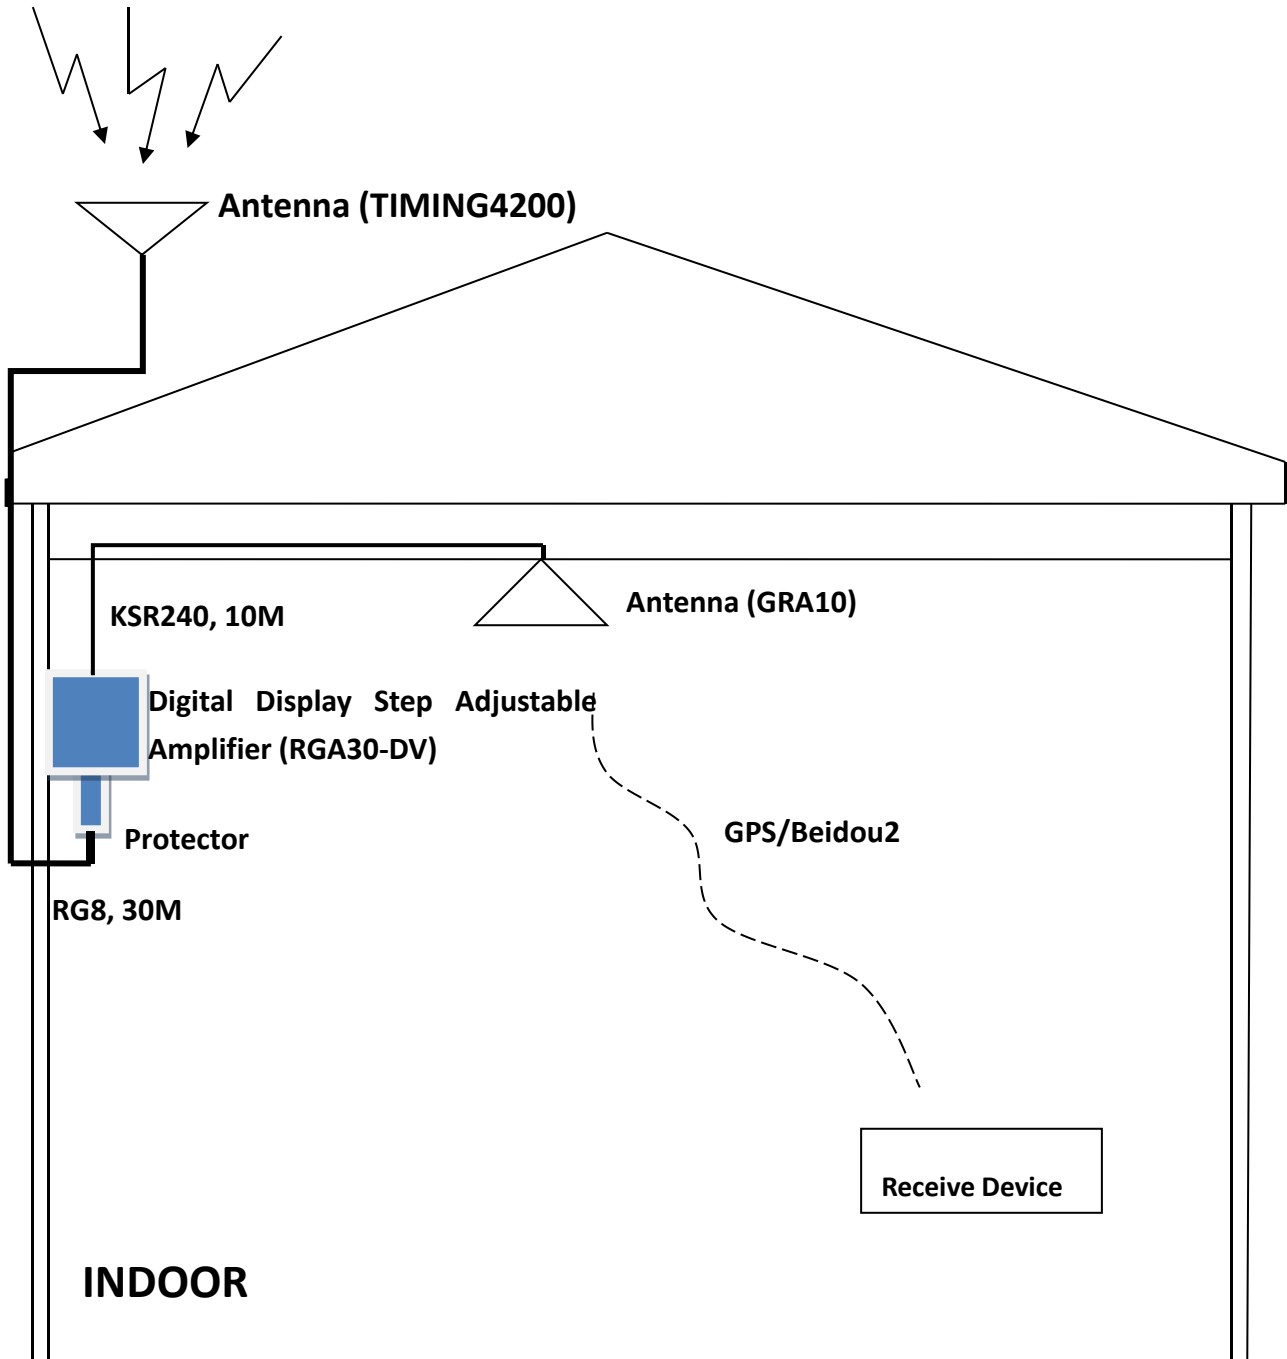 Antenna (TIMING4200)
Antenna (GRA10)
KSR240, 10M
Digital Display Step Adjustable
Amplifier (RGA30-DV)
GPS/Beidou2
Protector
RG8, 30M
Receive Device
INDOOR